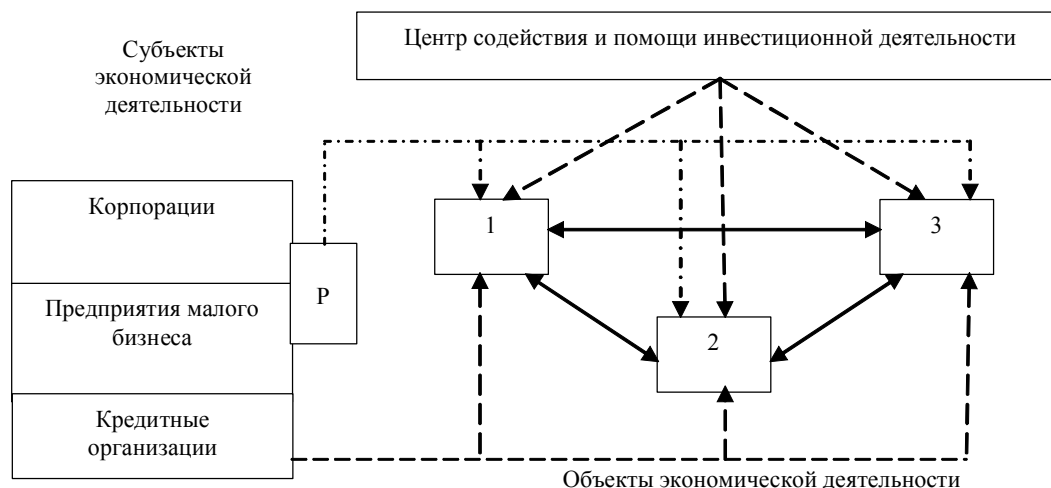 Центр содействия и помощи инвестиционной деятельности
Субъекты
экономической
деятельности
Корпорации
1
3
Р
Предприятия малого
бизнеса
2
Кредитные
организации
Объекты экономической деятельности